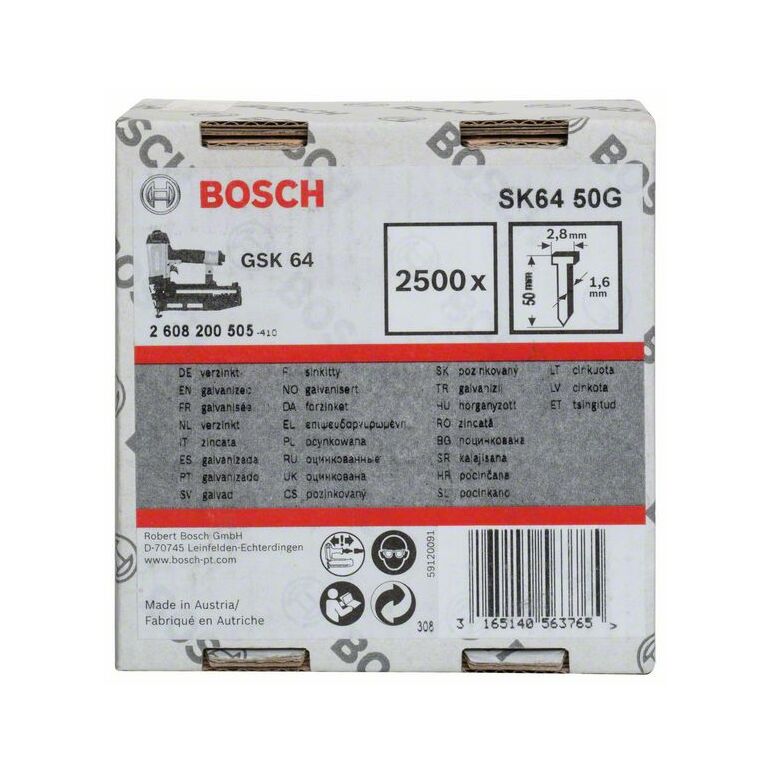 BOSCH
SK64 50G
GSK 64
2500 x
2,8 mm
50 mm
1,6 mm
2 608 200 505 -410
DE verzinkt
EN galvanized
FR galvanisée
NL verzinkt
IT zincata
ES galvanizada
PT galvanizado
SV galvad
FI sinkitty
NO galvanisert
DA forzinket
EL επιψευδαργυρωμένη
PL ocynkowana
RU оцинкованные
UK оцинкована
CS pozinkovaný
SK pozinkovaný
TR galvanizli
HU horganyzott
RO zincată
BG поцинкована
SR kalajisana
HR pocinčana
SL pocinkano
LT cinkuota
LV cinkota
ET tsingitud
Robert Bosch GmbH
D-70745 Leinfelden-Echterdingen
www.bosch-pt.com
Made in Austria/
Fabriqué en Autriche
59120091
308
3 165140 563765 >